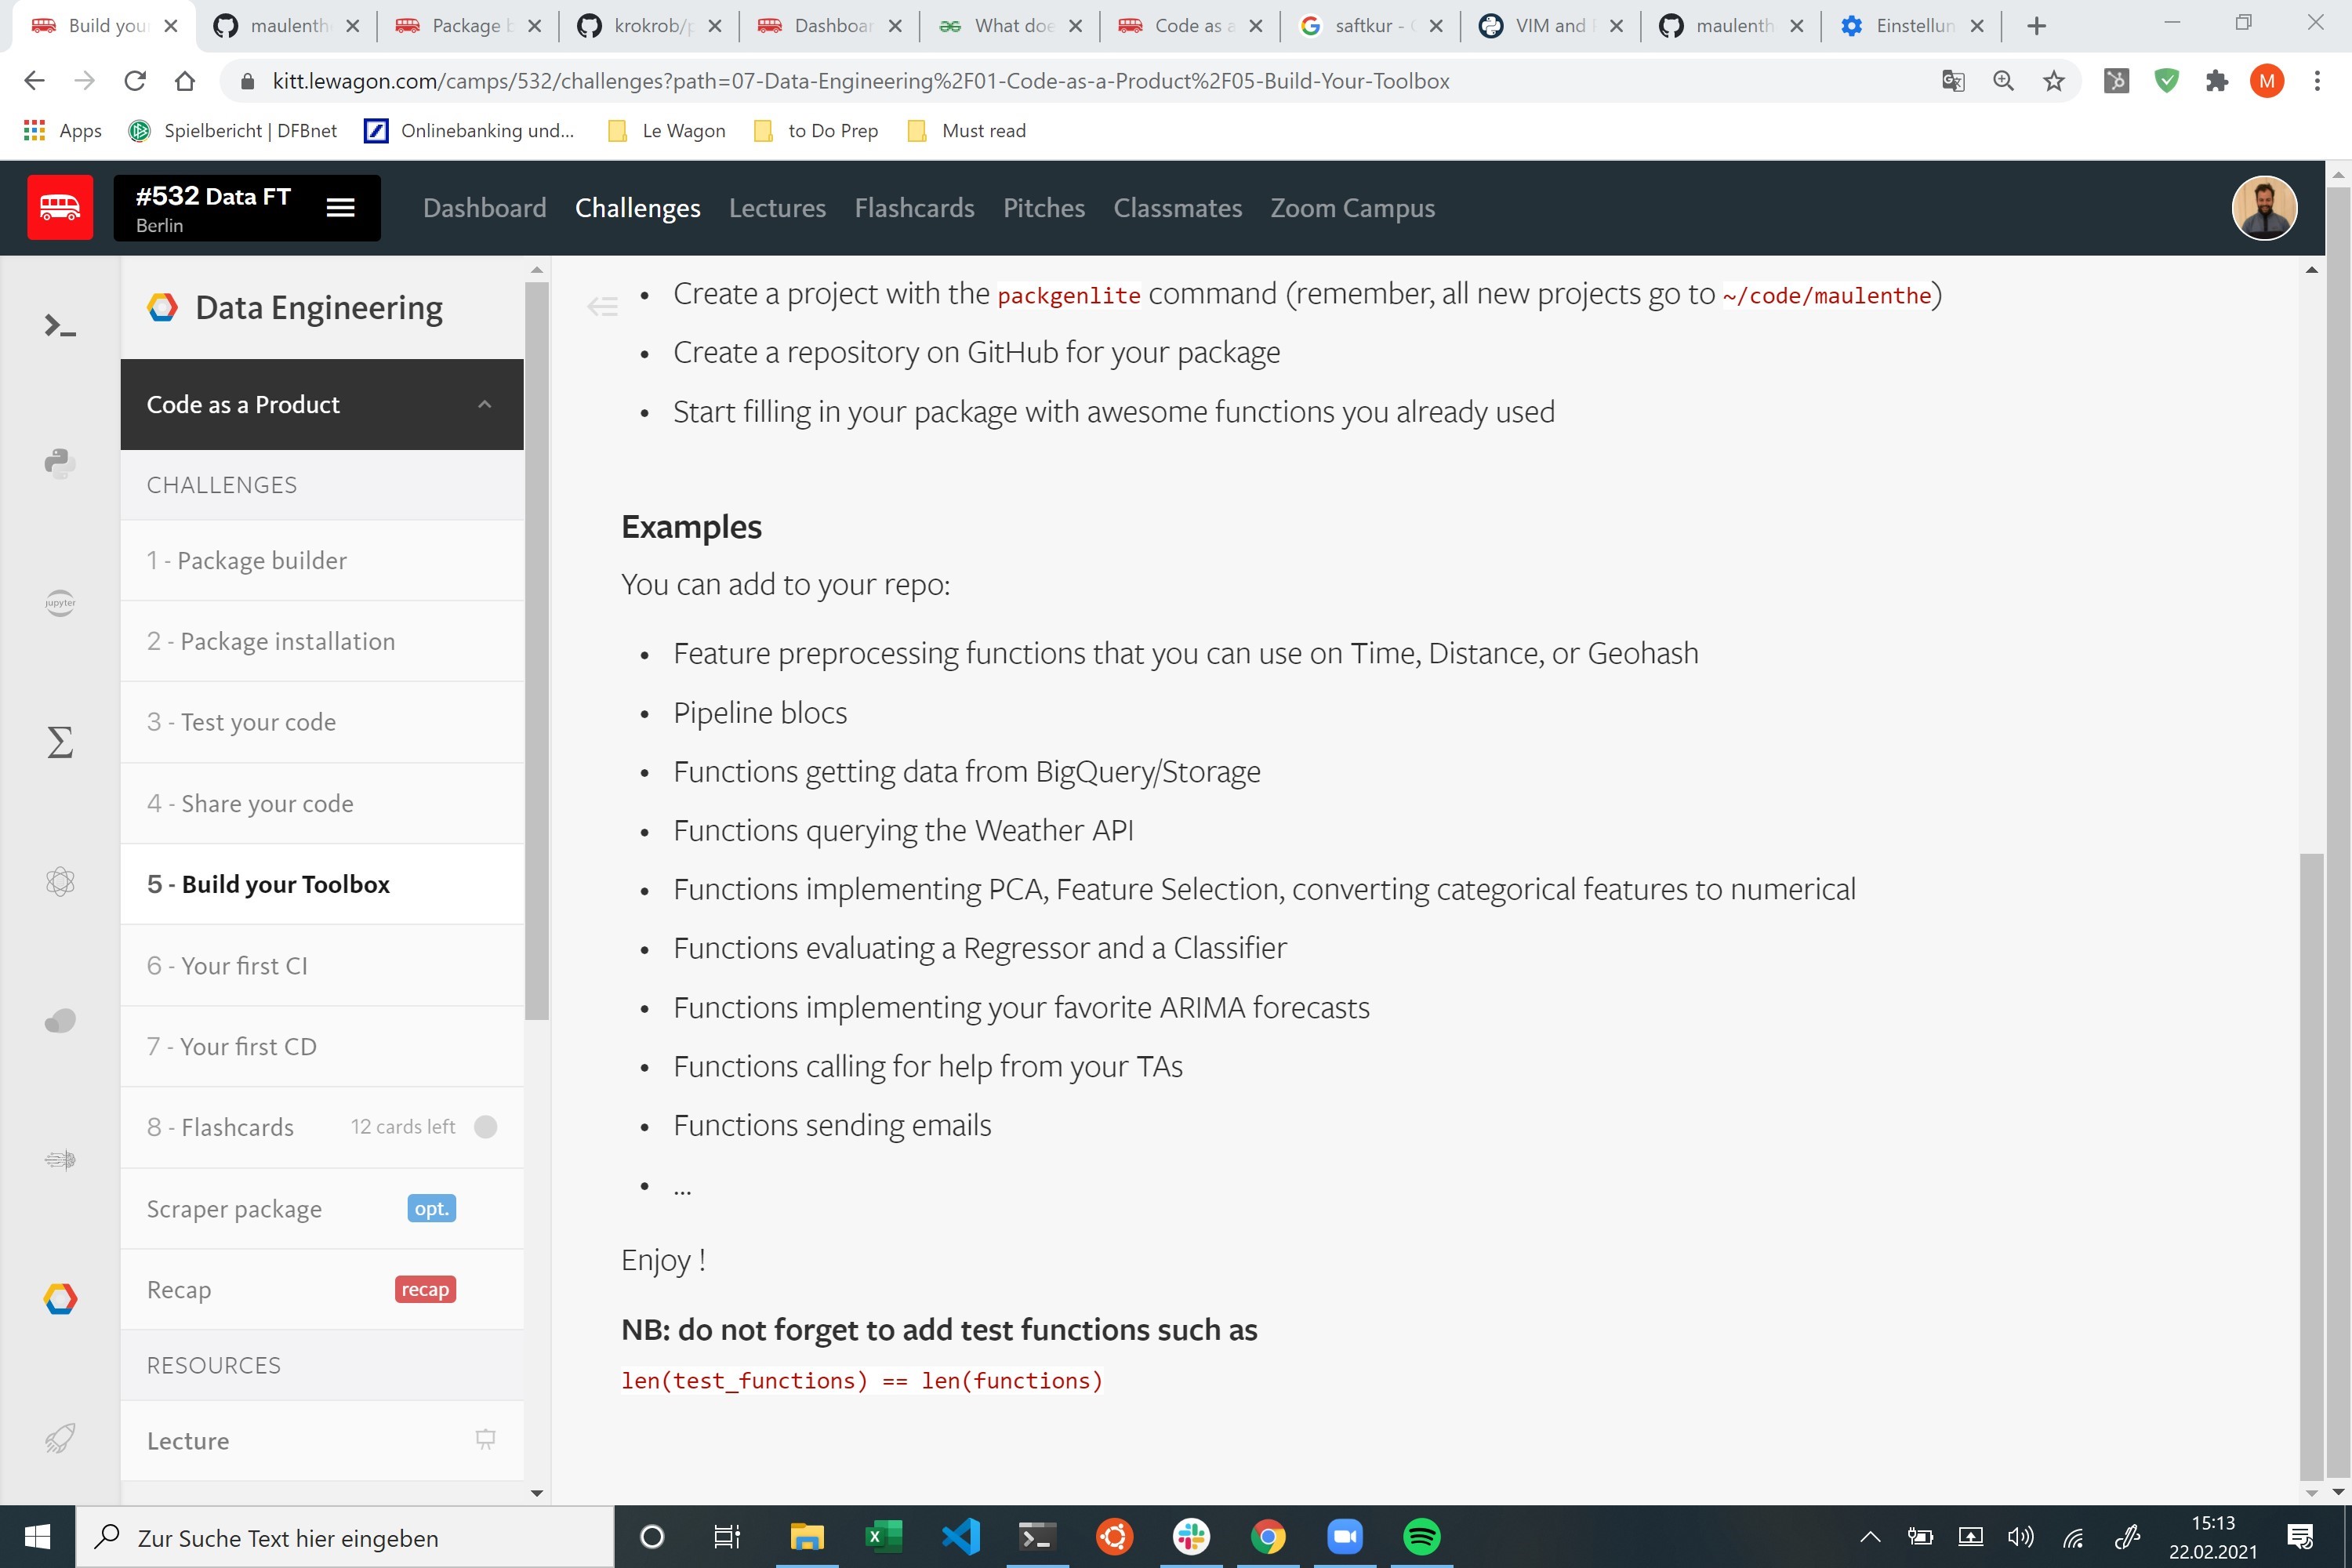 Build your
maulenthe
Package b
krokrob/p
Dashboar
What doe
Code as a
saftkur - G
VIM and P
maulenth
Einstellun
kitt.lewagon.com/camps/532/challenges?path=07-Data-Engineering%2F01-Code-as-a-Product%2F05-Build-Your-Toolbox
M
Apps
Spielbericht | DFBnet
Onlinebanking und...
Le Wagon
to Do Prep
Must read
#532 Data FT
Berlin
Dashboard Challenges Lectures Flashcards Pitches Classmates Zoom Campus
jupyter
Data Engineering
Code as a Product
CHALLENGES
1 - Package builder
2 - Package installation
3 - Test your code
4 - Share your code
5 - Build your Toolbox
6 - Your first CI
7 - Your first CD
8 - Flashcards 12 cards left
Scraper package opt.
Recap recap
RESOURCES
Lecture
• Create a project with the packgenlite command (remember, all new projects go to ~/code/maulenthe)
• Create a repository on GitHub for your package
• Start filling in your package with awesome functions you already used
Examples
You can add to your repo:
• Feature preprocessing functions that you can use on Time, Distance, or Geohash
• Pipeline blocs
• Functions getting data from BigQuery/Storage
• Functions querying the Weather API
• Functions implementing PCA, Feature Selection, converting categorical features to numerical
• Functions evaluating a Regressor and a Classifier
• Functions implementing your favorite ARIMA forecasts
• Functions calling for help from your TAs
• Functions sending emails
• ...
Enjoy !
NB: do not forget to add test functions such as
len(test_functions) == len(functions)
Zur Suche Text hier eingeben
15:13
22.02.2021